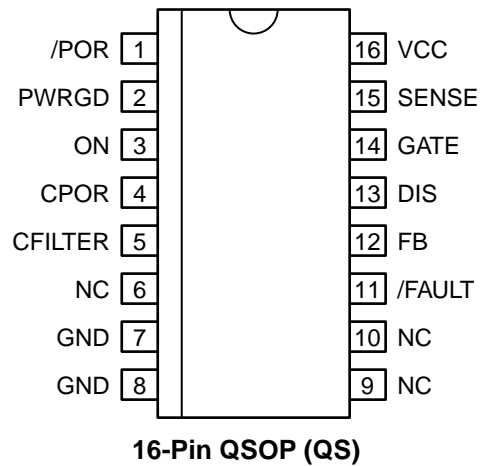 /POR 1 16 VCC
PWRGD 2 15 SENSE
ON 3 14 GATE
CPOR 4 13 DIS
CFILTER 5 12 FB
NC 6 11 /FAULT
GND 7 10 NC
GND 8 9 NC
16-Pin QSOP (QS)